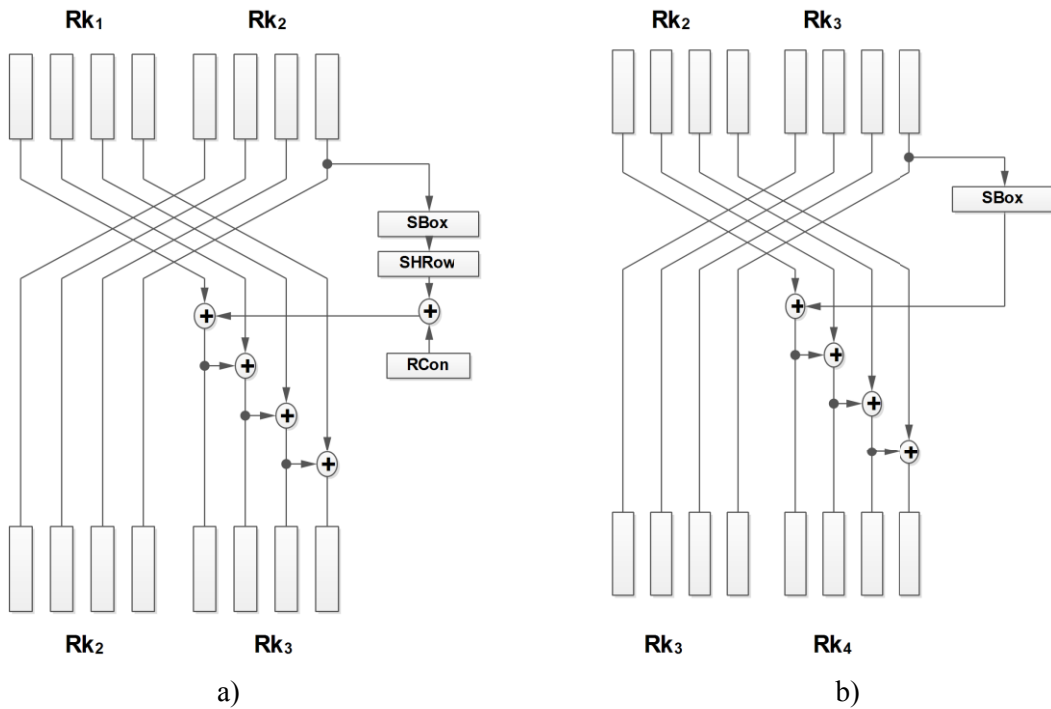 Rk1 Rk2
SBox
SHRow
RCon
Rk2 Rk3
a)
Rk2 Rk3
SBox
Rk3 Rk4
b)